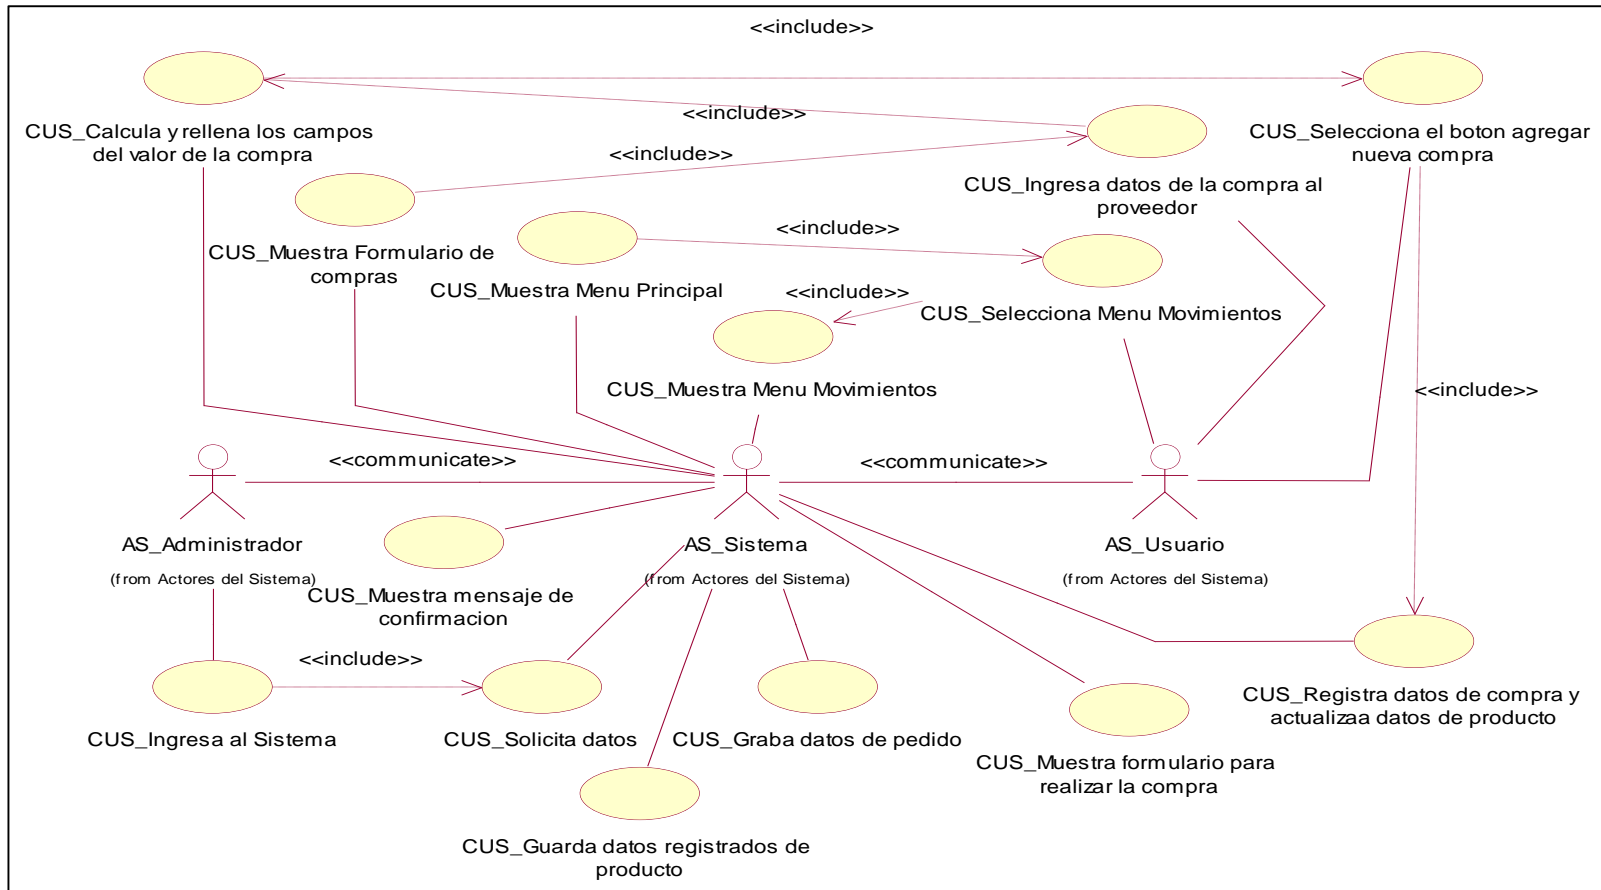 <<include>>
CUS_Calcula y rellena los campos
del valor de la compra
<<include>>
CUS_Selecciona el boton agregar
nueva compra
<<include>>
CUS_Ingresa datos de la compra al
proveedor
CUS_Muestra Formulario de
compras
<<include>>
CUS_Muestra Menu Principal
<<include>>
CUS_Selecciona Menu Movimientos
CUS_Muestra Menu Movimientos
<<include>>
<<communicate>>
<<communicate>>
AS_Administrador
(from Actores del Sistema)
AS_Sistema
(from Actores del Sistema)
AS_Usuario
(from Actores del Sistema)
CUS_Muestra mensaje de
confirmacion
<<include>>
CUS_Ingresa al Sistema
CUS_Solicita datos
CUS_Graba datos de pedido
CUS_Registra datos de compra y
actualizaa datos de producto
CUS_Muestra formulario para
realizar la compra
CUS_Guarda datos registrados de
producto